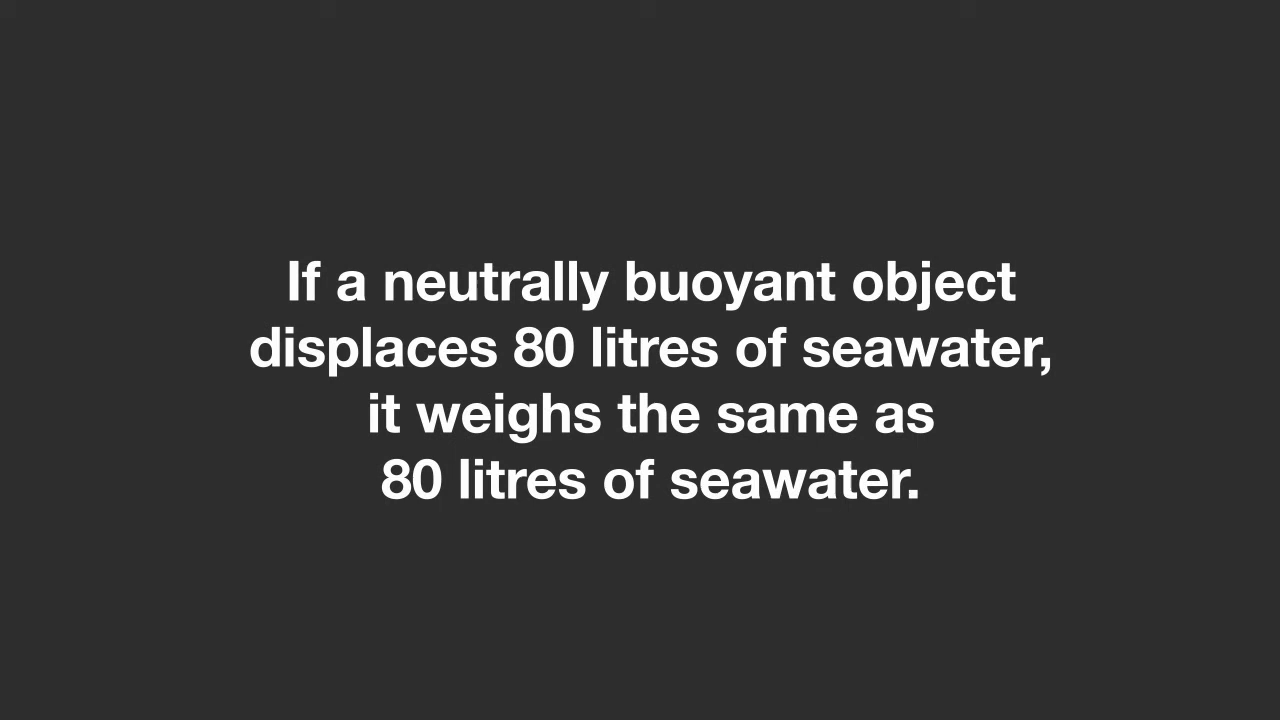 If a neutrally buoyant object
displaces 80 litres of seawater,
it weighs the same as
80 litres of seawater.